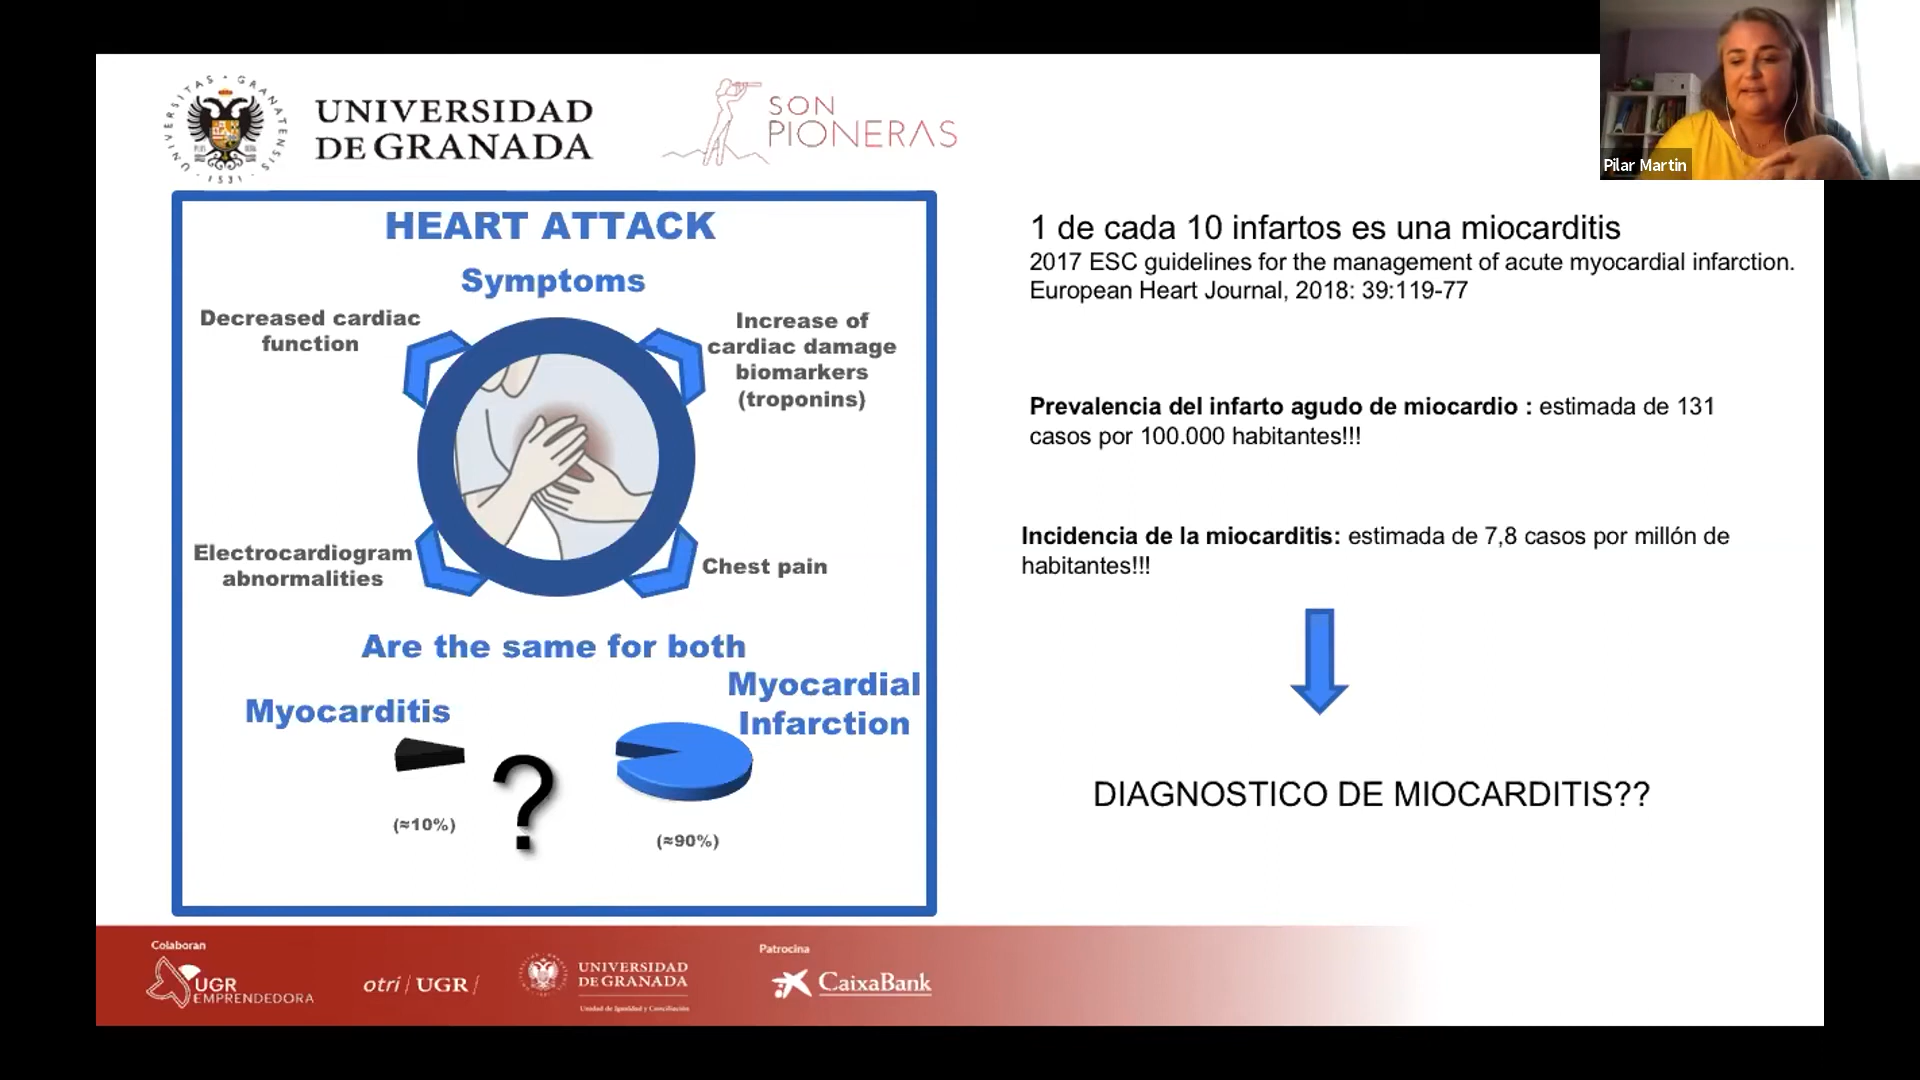 UNIVERSITAS · GRANATENSIS · 1531 ·
UNIVERSIDAD
DE GRANADA
SON
PIONERAS
Pilar Martin
HEART ATTACK
Symptoms
Decreased cardiac
function
Increase of
cardiac damage
biomarkers
(troponins)
Electrocardiogram
abnormalities
Chest pain
Are the same for both
Myocarditis
Myocardial
Infarction
?
(≈10%)
(≈90%)
1 de cada 10 infartos es una miocarditis
2017 ESC guidelines for the management of acute myocardial infarction.
European Heart Journal, 2018: 39:119-77
Prevalencia del infarto agudo de miocardio : estimada de 131
casos por 100.000 habitantes!!!
Incidencia de la miocarditis: estimada de 7,8 casos por millón de
habitantes!!!
DIAGNOSTICO DE MIOCARDITIS??
Colaboran
UGR
EMPRENDEDORA
otri / UGR /
UNIVERSIDAD
DE GRANADA
Unidad de Igualdad y Conciliación
Patrocina
CaixaBank